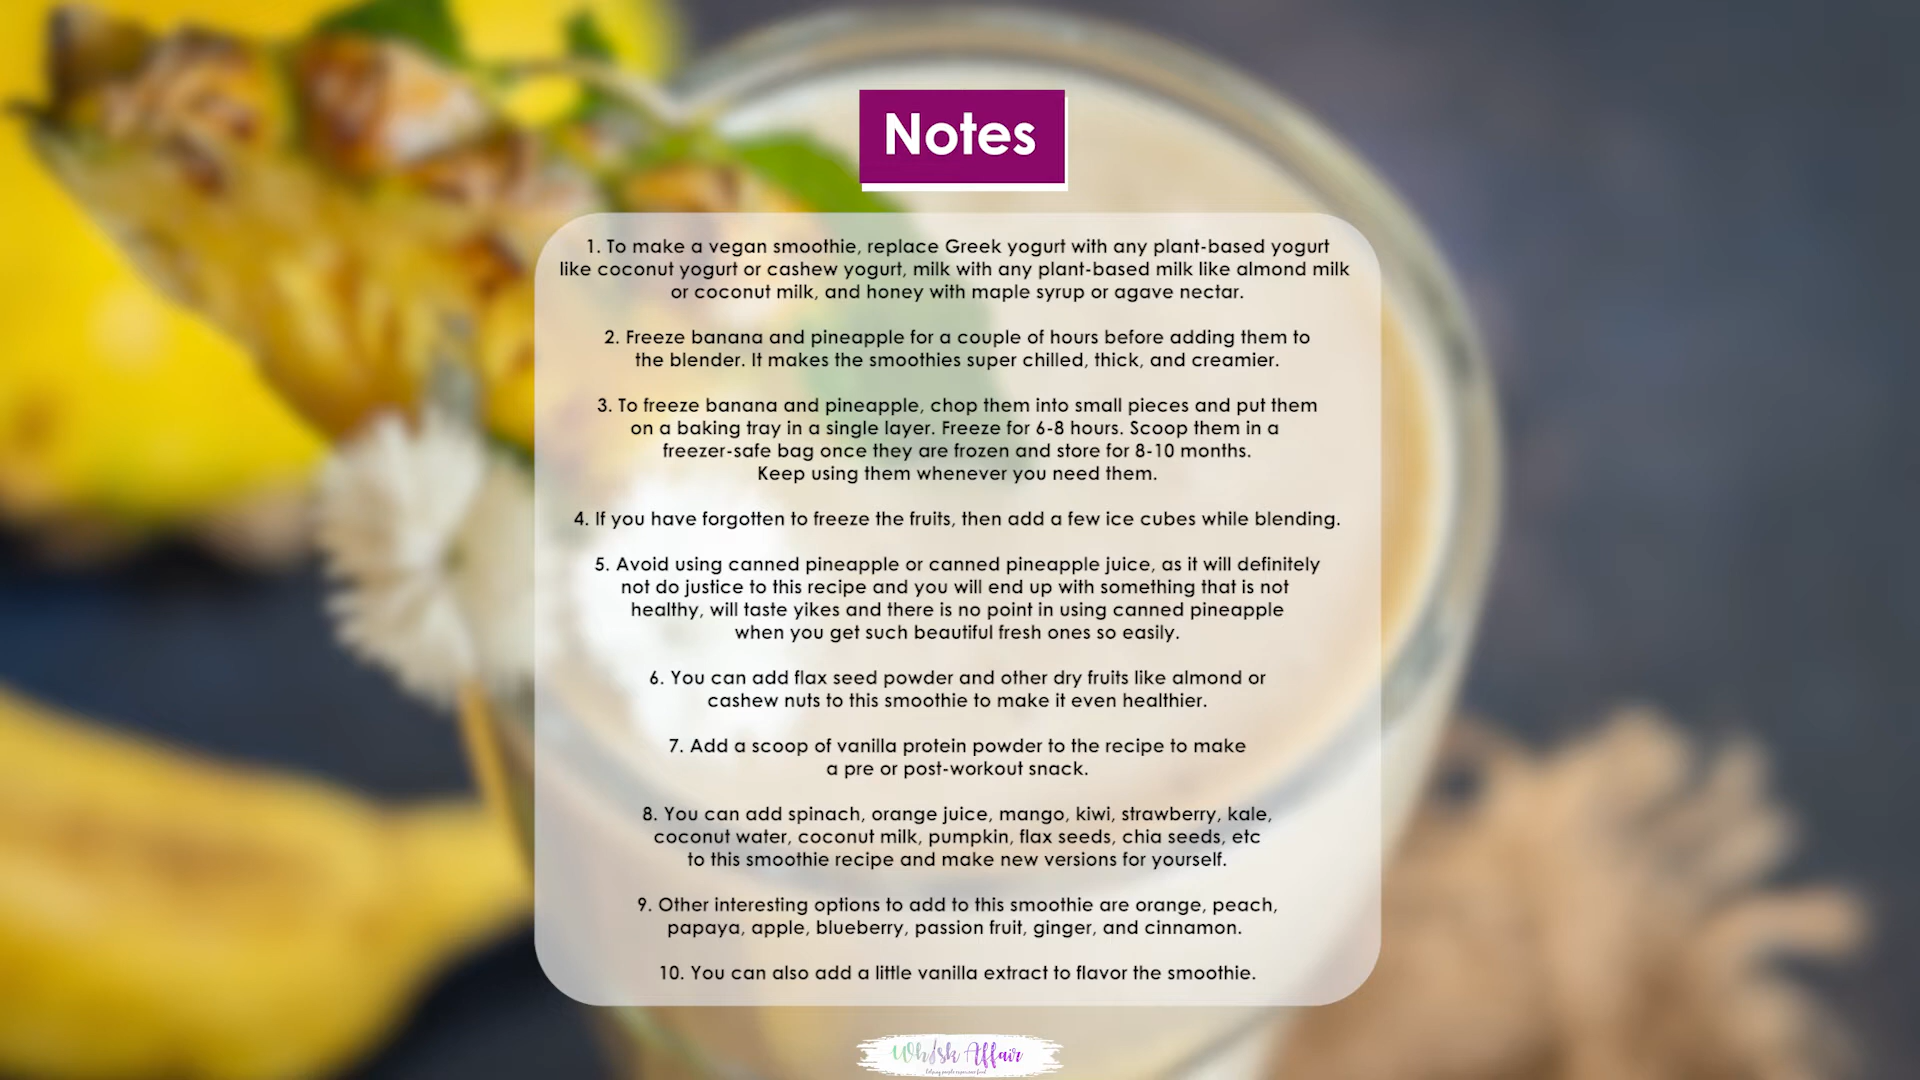 Notes
1. To make a vegan smoothie, replace Greek yogurt with any plant-based yogurt
like coconut yogurt or cashew yogurt, milk with any plant-based milk like almond milk
or coconut milk, and honey with maple syrup or agave nectar.
2. Freeze banana and pineapple for a couple of hours before adding them to
the blender. It makes the smoothies super chilled, thick, and creamier.
3. To freeze banana and pineapple, chop them into small pieces and put them
on a baking tray in a single layer. Freeze for 6-8 hours. Scoop them in a
freezer-safe bag once they are frozen and store for 8-10 months.
Keep using them whenever you need them.
4. If you have forgotten to freeze the fruits, then add a few ice cubes while blending.
5. Avoid using canned pineapple or canned pineapple juice, as it will definitely
not do justice to this recipe and you will end up with something that is not
healthy, will taste yikes and there is no point in using canned pineapple
when you get such beautiful fresh ones so easily.
6. You can add flax seed powder and other dry fruits like almond or
cashew nuts to this smoothie to make it even healthier.
7. Add a scoop of vanilla protein powder to the recipe to make
a pre or post-workout snack.
8. You can add spinach, orange juice, mango, kiwi, strawberry, kale,
coconut water, coconut milk, pumpkin, flax seeds, chia seeds, etc
to this smoothie recipe and make new versions for yourself.
9. Other interesting options to add to this smoothie are orange, peach,
papaya, apple, blueberry, passion fruit, ginger, and cinnamon.
10. You can also add a little vanilla extract to flavor the smoothie.
Whisk Affair